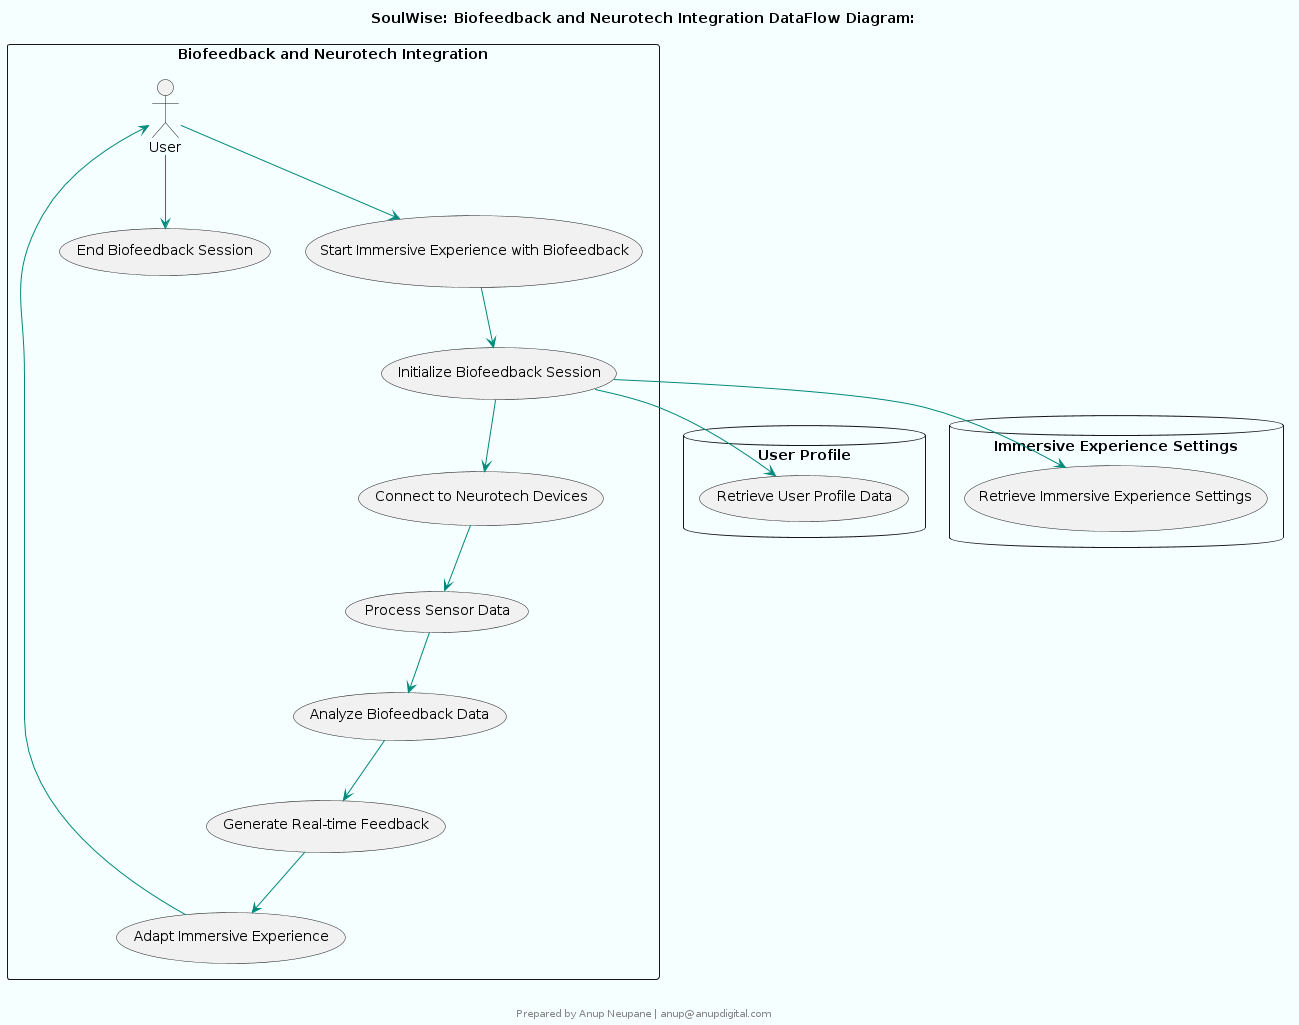 SoulWise: Biofeedback and Neurotech Integration DataFlow Diagram:
Biofeedback and Neurotech Integration
User
End Biofeedback Session
Start Immersive Experience with Biofeedback
Initialize Biofeedback Session
User Profile
Immersive Experience Settings
Connect to Neurotech Devices
Retrieve User Profile Data
Retrieve Immersive Experience Settings
Process Sensor Data
Analyze Biofeedback Data
Generate Real-time Feedback
Adapt Immersive Experience
Prepared by Anup Neupane | anup@anupdigital.com